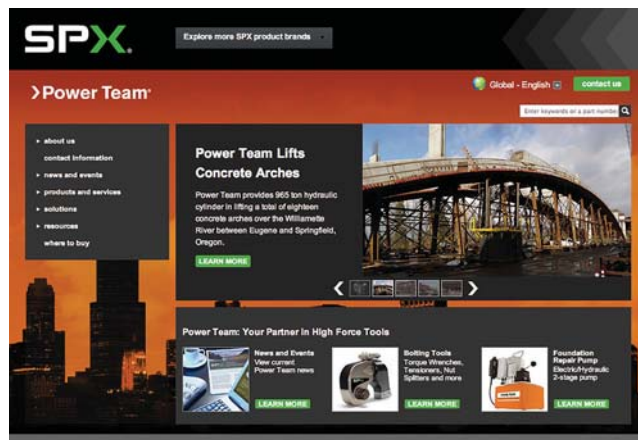 SPX.
Explore more SPX product brands
Power Team
Global - English
contact us
Enter keywords or a part number
about us
contact information
news and events
products and services
solutions
resources
where to buy
Power Team Lifts
Concrete Arches
Power Team provides 965 ton hydraulic
cylinder in lifting a total of eighteen
concrete arches over the Willamette
River between Eugene and Springfield,
Oregon.
LEARN MORE
Power Team: Your Partner in High Force Tools
News and Events
View current
Power Team news
LEARN MORE
Bolting Tools
Torque Wrenches,
Tensioners, Nut
Splitters and more
LEARN MORE
Foundation
Repair Pump
Electric/Hydraulic
2-stage pump
LEARN MORE